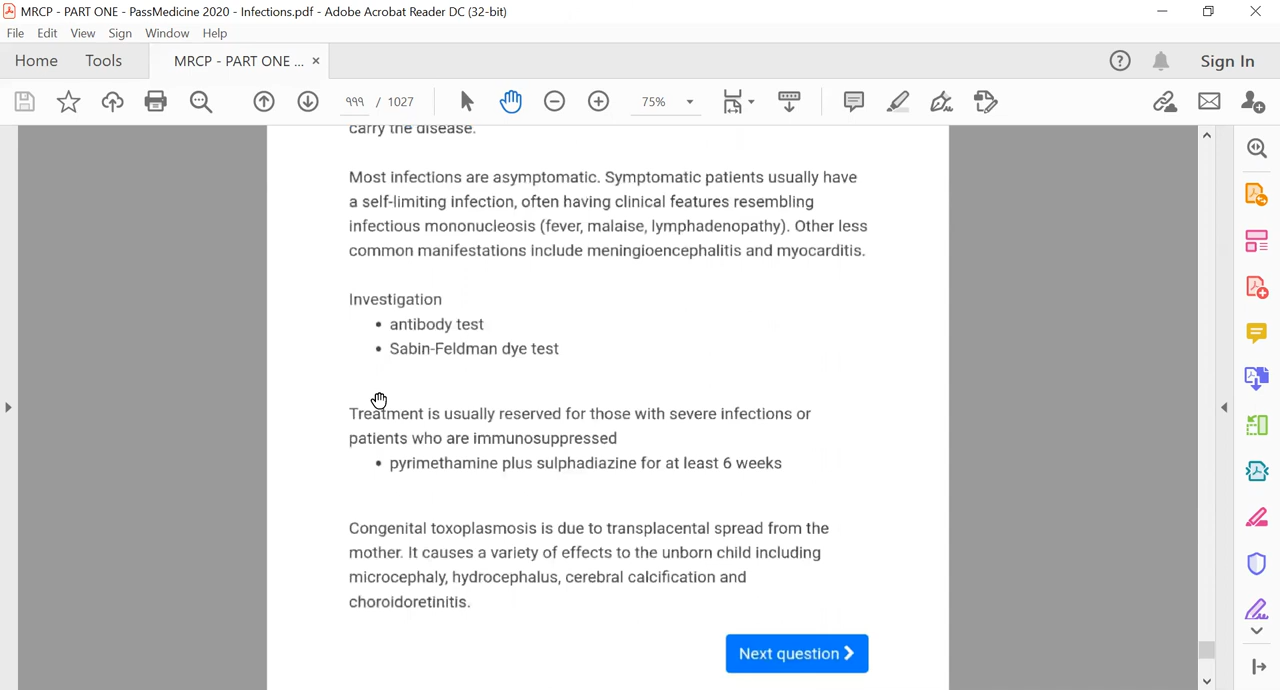 MRCP - PART ONE - PassMedicine 2020 - Infections.pdf - Adobe Acrobat Reader DC (32-bit)
File Edit View Sign Window Help
Home Tools MRCP - PART ONE ... × Sign In
999 / 1027 75%
carry the disease.
Most infections are asymptomatic. Symptomatic patients usually have
a self-limiting infection, often having clinical features resembling
infectious mononucleosis (fever, malaise, lymphadenopathy). Other less
common manifestations include meningioencephalitis and myocarditis.
Investigation
• antibody test
• Sabin-Feldman dye test
Treatment is usually reserved for those with severe infections or
patients who are immunosuppressed
• pyrimethamine plus sulphadiazine for at least 6 weeks
Congenital toxoplasmosis is due to transplacental spread from the
mother. It causes a variety of effects to the unborn child including
microcephaly, hydrocephalus, cerebral calcification and
choroidoretinitis.
Next question